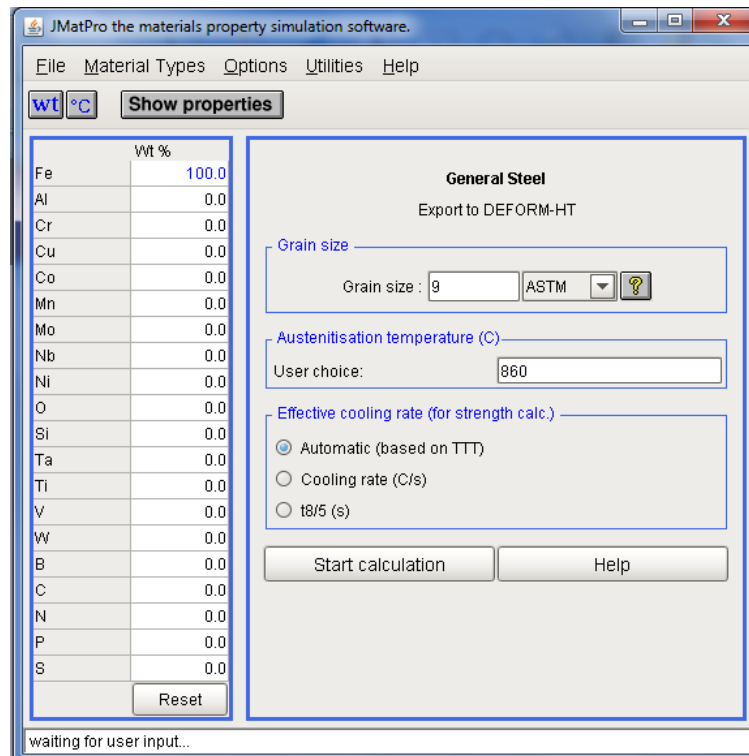 JMatPro the materials property simulation software.
File Material Types Options Utilities Help
wt °C Show properties
Wt %
Fe 100.0
Al 0.0
Cr 0.0
Cu 0.0
Co 0.0
Mn 0.0
Mo 0.0
Nb 0.0
Ni 0.0
O 0.0
Si 0.0
Ta 0.0
Ti 0.0
V 0.0
W 0.0
B 0.0
C 0.0
N 0.0
P 0.0
S 0.0
Reset
General Steel
Export to DEFORM-HT
Grain size
Grain size : 9 ASTM ?
Austenitisation temperature (C)
User choice: 860
Effective cooling rate (for strength calc.)
Automatic (based on TTT)
Cooling rate (C/s)
t8/5 (s)
Start calculation Help
waiting for user input...